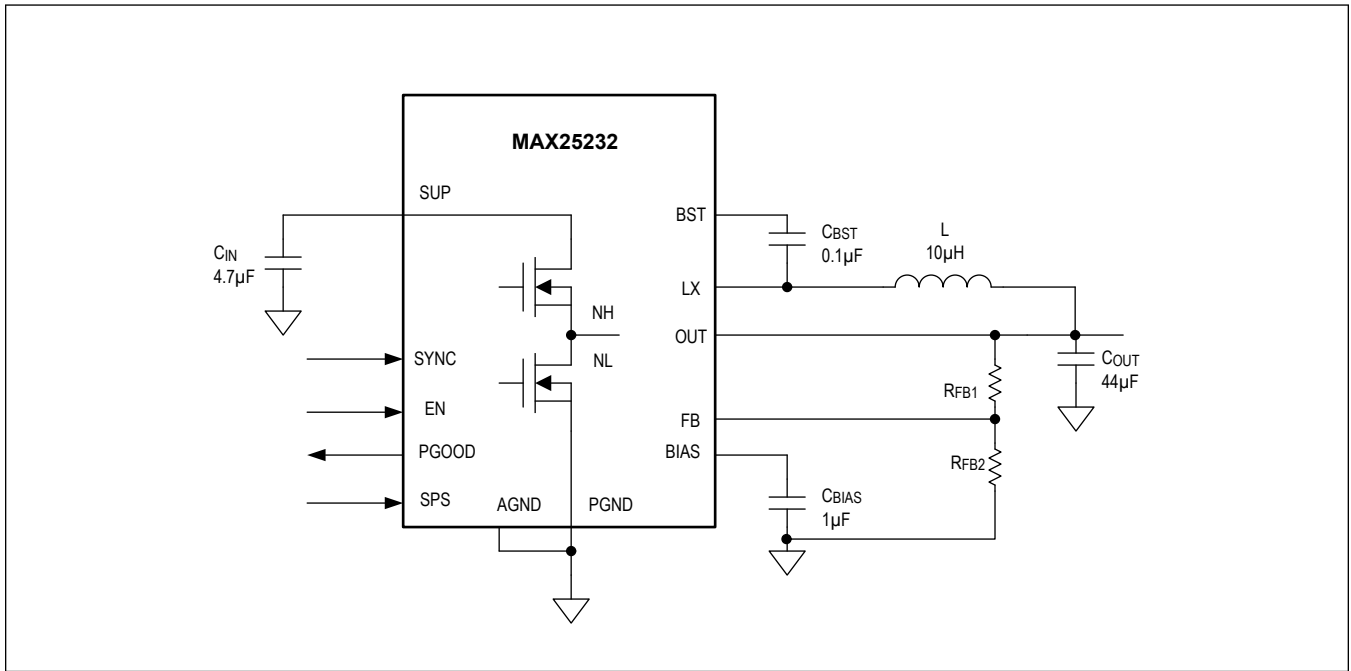 MAX25232
SUP
CIN
4.7µF
SYNC
EN
PGOOD
SPS
AGND
PGND
NH
NL
BST
LX
OUT
FB
BIAS
CBST
0.1µF
L
10µH
COUT
44µF
RFB1
RFB2
CBIAS
1µF